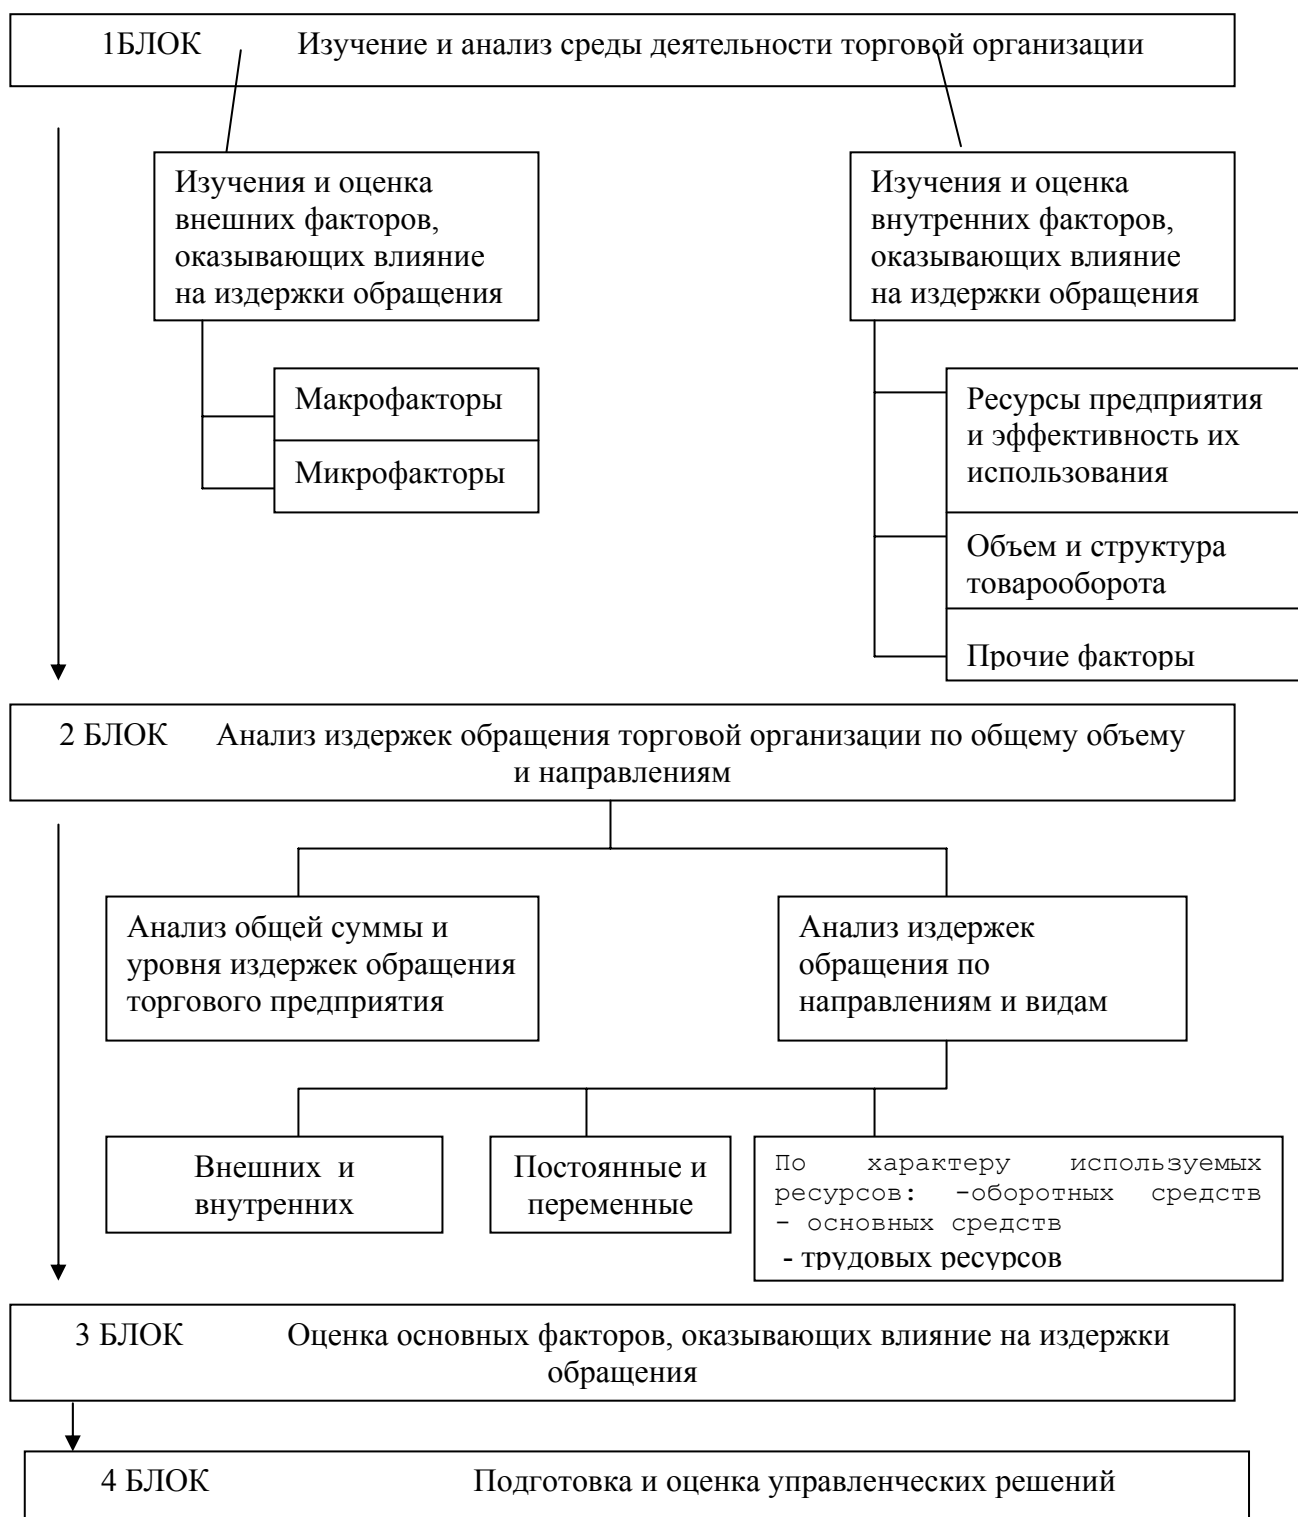 1БЛОК Изучение и анализ среды деятельности торговой организации
Изучения и оценка
внешних факторов,
оказывающих влияние
на издержки обращения
Изучения и оценка
внутренних факторов,
оказывающих влияние
на издержки обращения
Макрофакторы
Микрофакторы
Ресурсы предприятия
и эффективность их
использования
Объем и структура
товарооборота
Прочие факторы
2 БЛОК Анализ издержек обращения торговой организации по общему объему
и направлениям
Анализ общей суммы и
уровня издержек обращения
торгового предприятия
Анализ издержек
обращения по
направлениям и видам
Внешних и
внутренних
Постоянные и
переменные
По характеру используемых
ресурсов: -оборотных средств
- основных средств
- трудовых ресурсов
3 БЛОК Оценка основных факторов, оказывающих влияние на издержки
обращения
4 БЛОК Подготовка и оценка управленческих решений